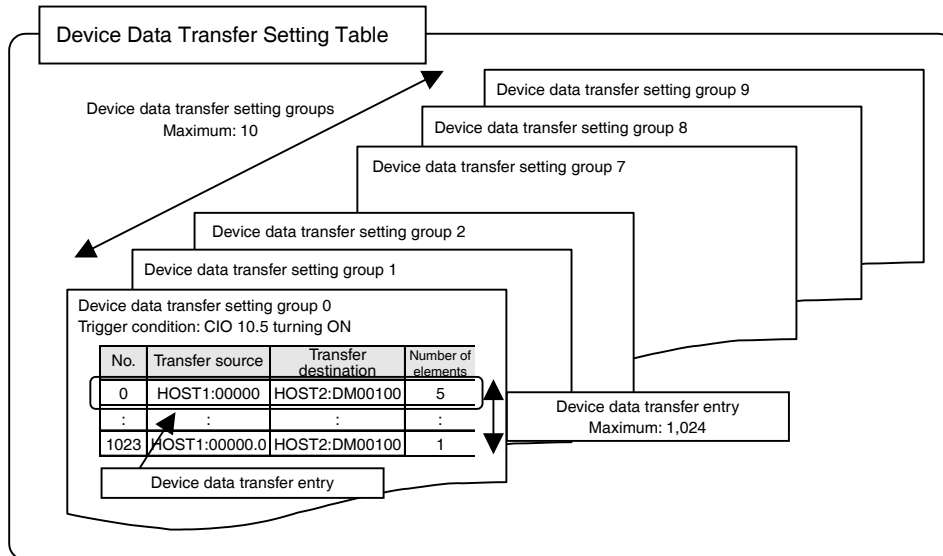 Device Data Transfer Setting Table
Device data transfer setting groups
Maximum: 10
Device data transfer setting group 9
Device data transfer setting group 8
Device data transfer setting group 7
Device data transfer setting group 2
Device data transfer setting group 1
Device data transfer setting group 0
Trigger condition: CIO 10.5 turning ON
No. Transfer source Transfer destination Number of elements
0 HOST1:00000 HOST2:DM00100 5
: : : :
1023 HOST1:00000.0 HOST2:DM00100 1
Device data transfer entry
Maximum: 1,024
Device data transfer entry